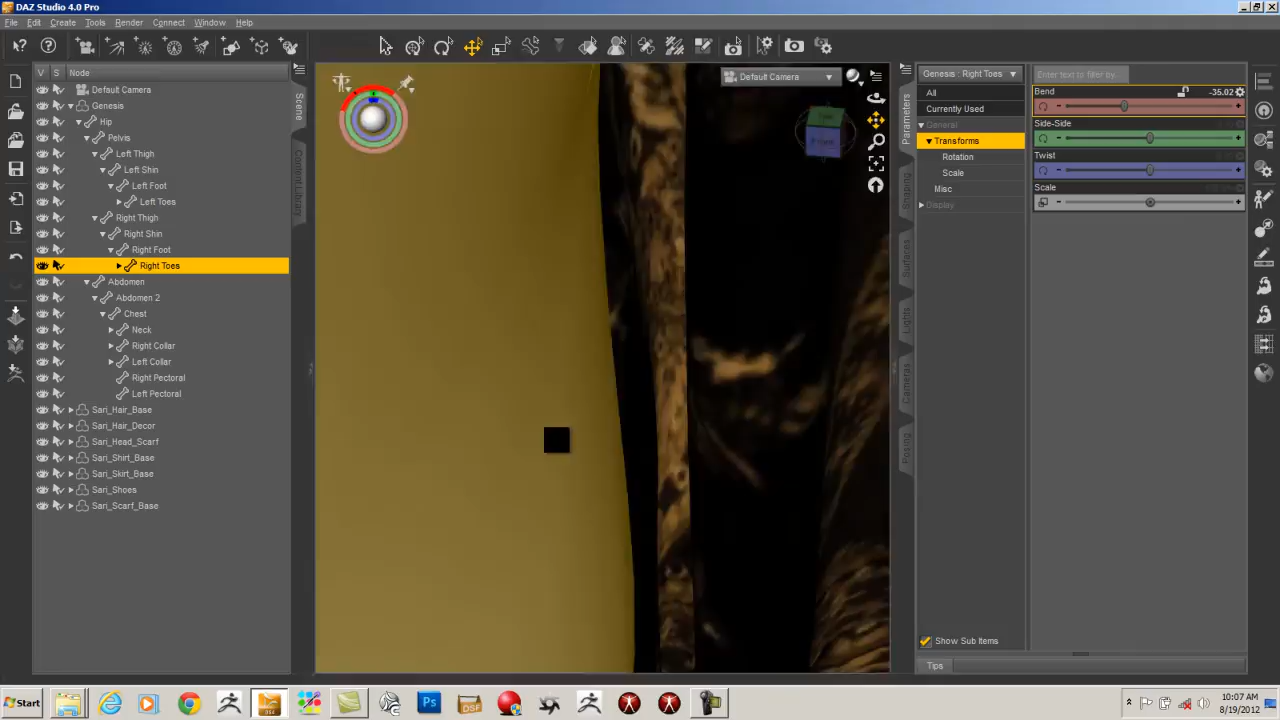 DAZ Studio 4.0 Pro
File Edit Create Tools Render Connect Window Help
V S Node
Default Camera
Genesis
Hip
Pelvis
Left Thigh
Left Shin
Left Foot
Left Toes
Right Thigh
Right Shin
Right Foot
Right Toes
Abdomen
Abdomen 2
Chest
Neck
Right Collar
Left Collar
Right Pectoral
Left Pectoral
Sari_Hair_Base
Sari_Hair_Decor
Sari_Head_Scarf
Sari_Shirt_Base
Sari_Skirt_Base
Sari_Shoes
Sari_Scarf_Base
Scene
Content Library
Default Camera
Parameters
Shaping
Surfaces
Lights
Cameras
Posing
Genesis : Right Toes
All
Currently Used
General
Transforms
Rotation
Scale
Misc
Display
Show Sub Items
Tips
Enter text to filter by...
Bend -35.02
Side-Side
Twist
Scale
Start
Ps
DSF
10:07 AM
8/19/2012